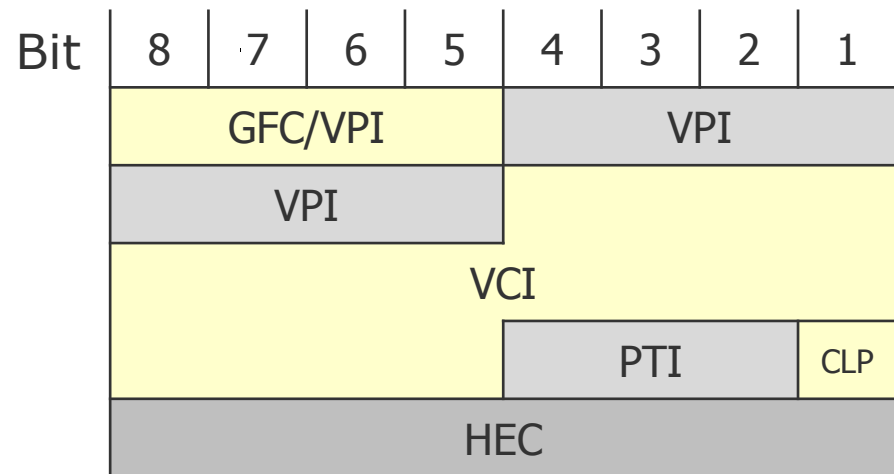 Bit 8 7 6 5 4 3 2 1
GFC/VPI VPI
VPI
VCI
PTI CLP
HEC